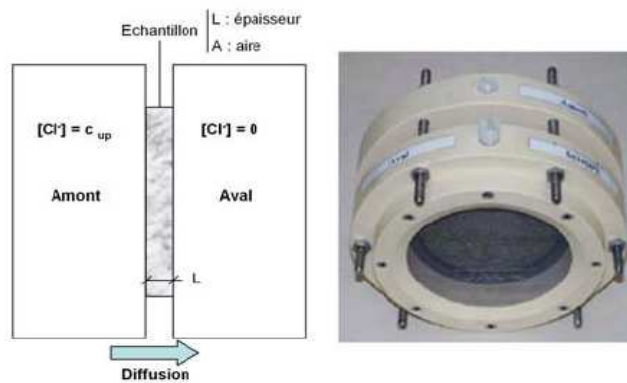 Echantillon
L : épaisseur
A : aire
[Cl-] = c up
[Cl-] = 0
Amont
Aval
L
Diffusion